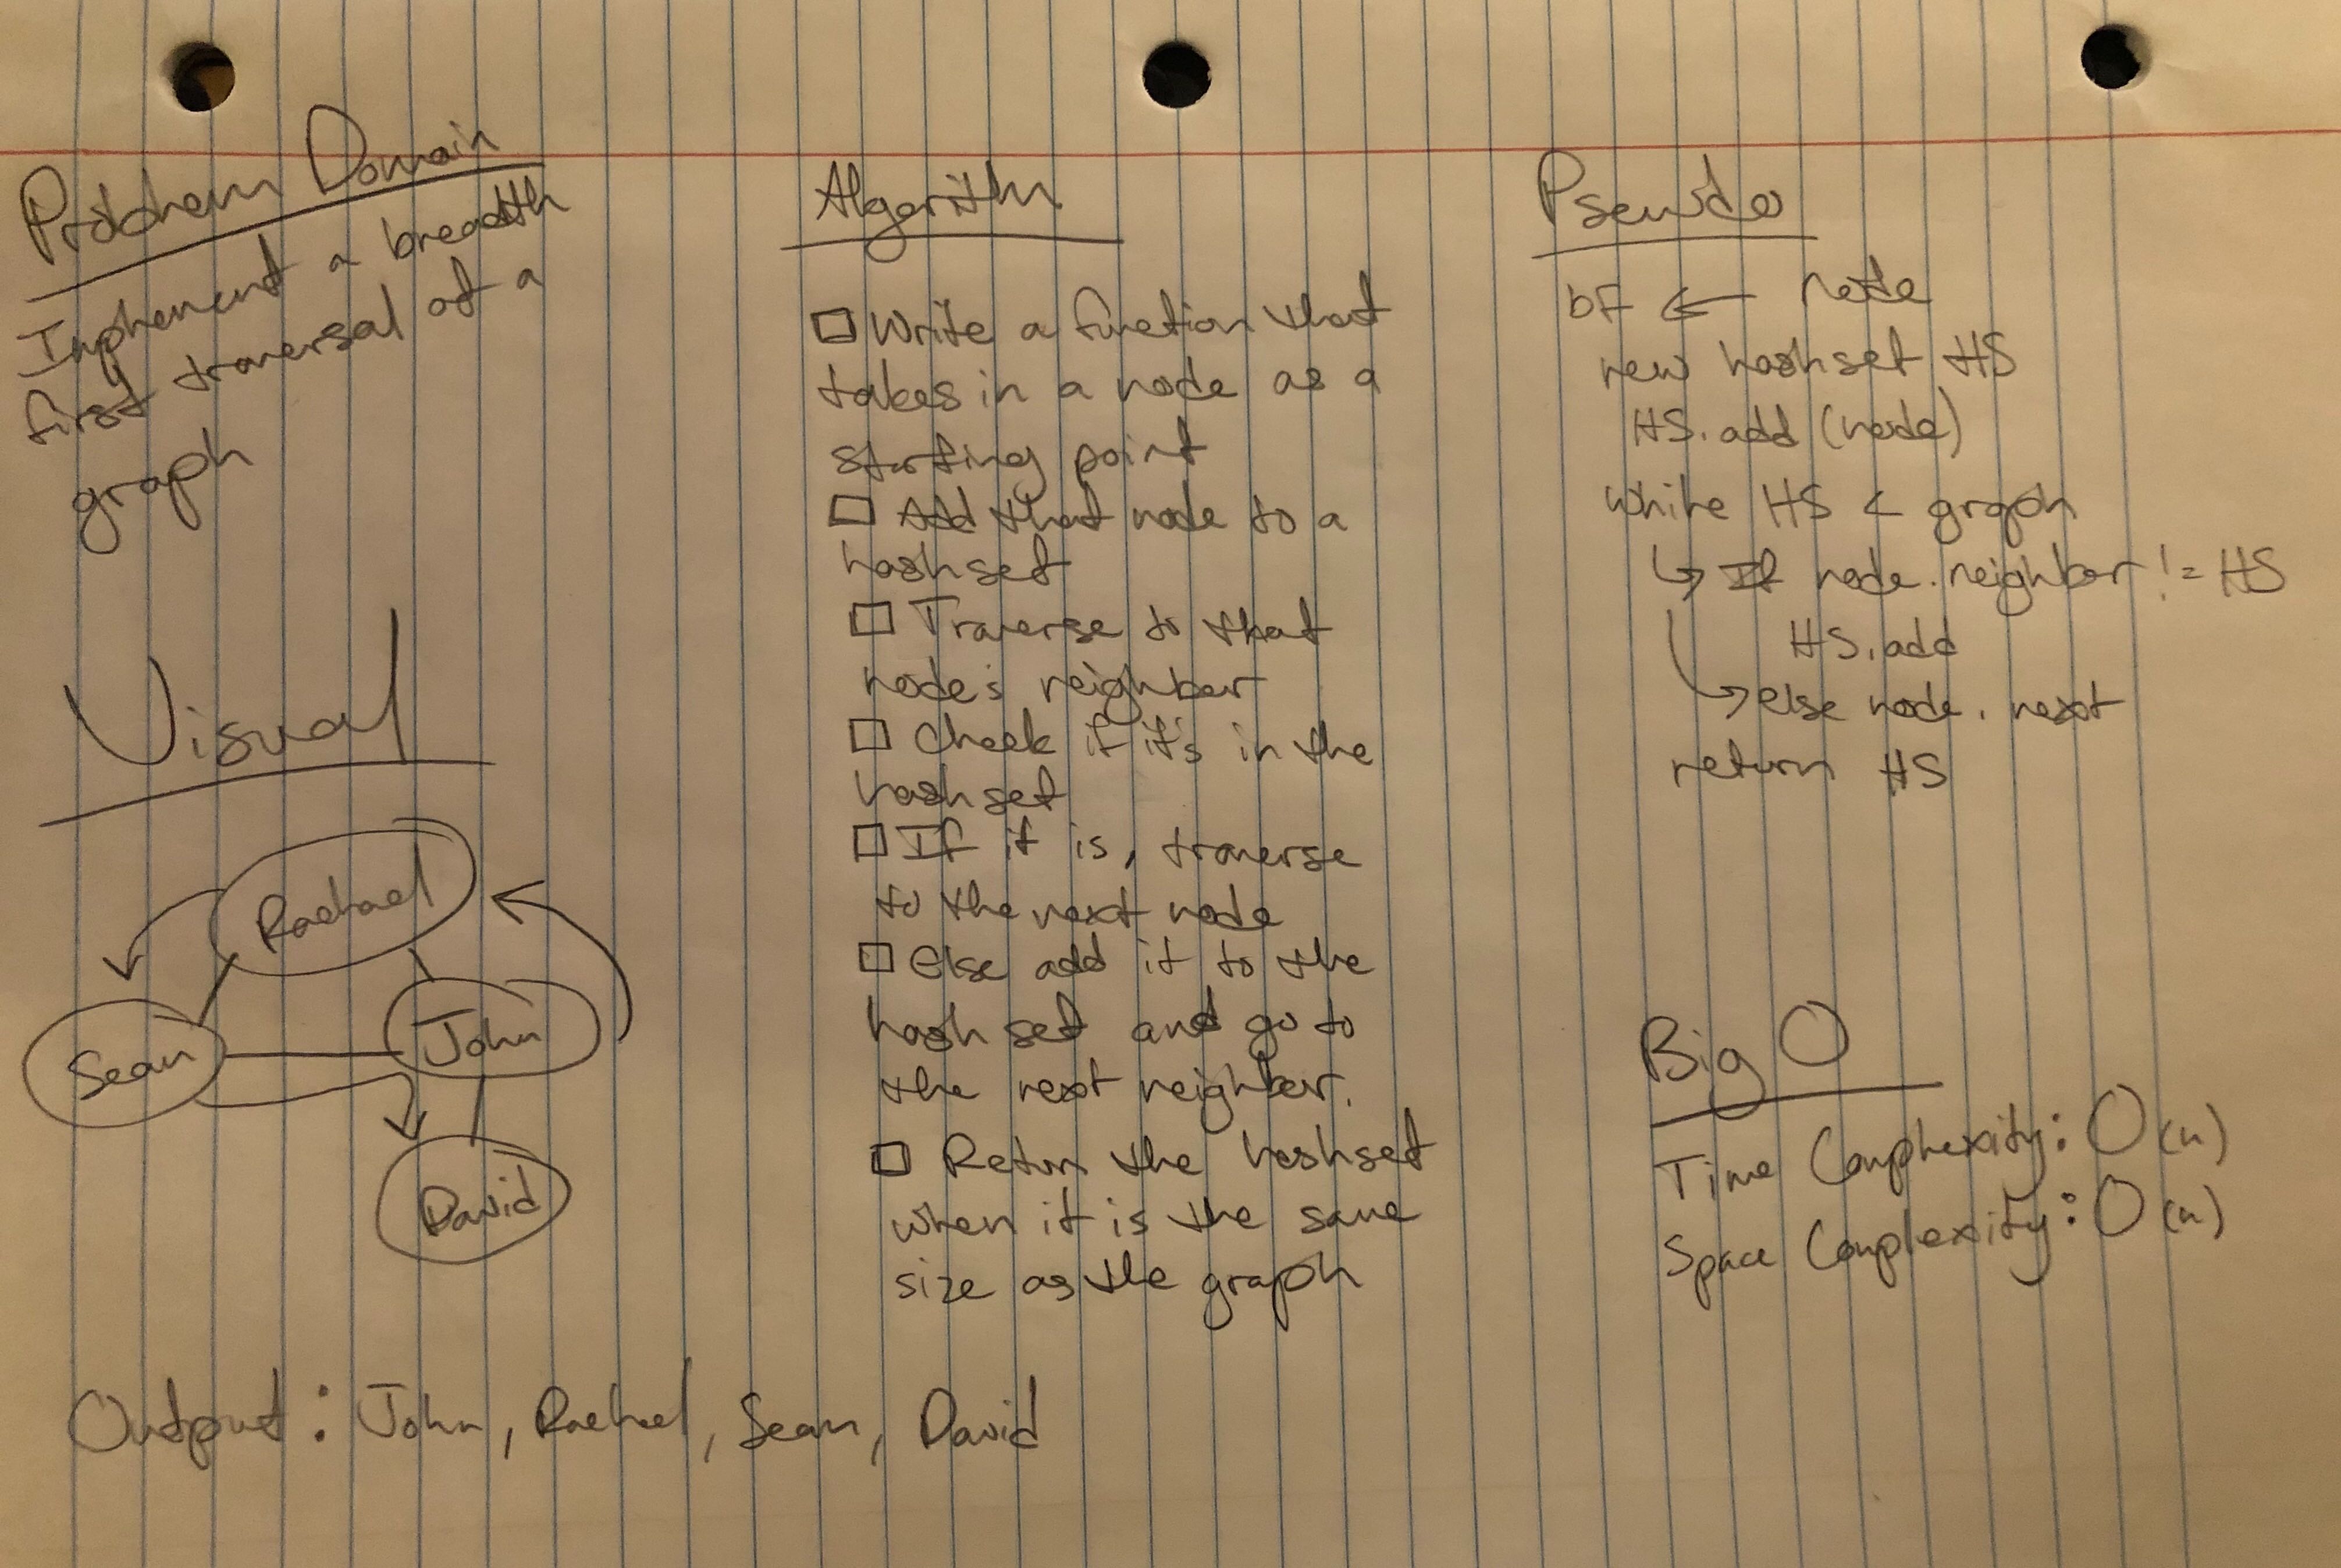 Problem Domain
Implement a breadth
first traversal of a
graph
Visual
Rachael
Sean
John
David
Output: John, Rachael, Sean, David
Algorithm
Write a function that
takes in a node as a
starting point
Add that node to a
hashset
Traverse to that
node's neighbor
Check if it's in the
hashset
If it is, traverse
to the next node
Else add it to the
hash set and go to
the next neighbor.
Return the hashset
when it is the same
size as the graph
Pseudo
bF ← node
new hashset HS
HS.add (node)
while HS < graph
↳ If node.neighbor != HS
HS.add
↳ else node.next
return HS
Big O
Time Complexity: O(n)
Space Complexity: O(n)